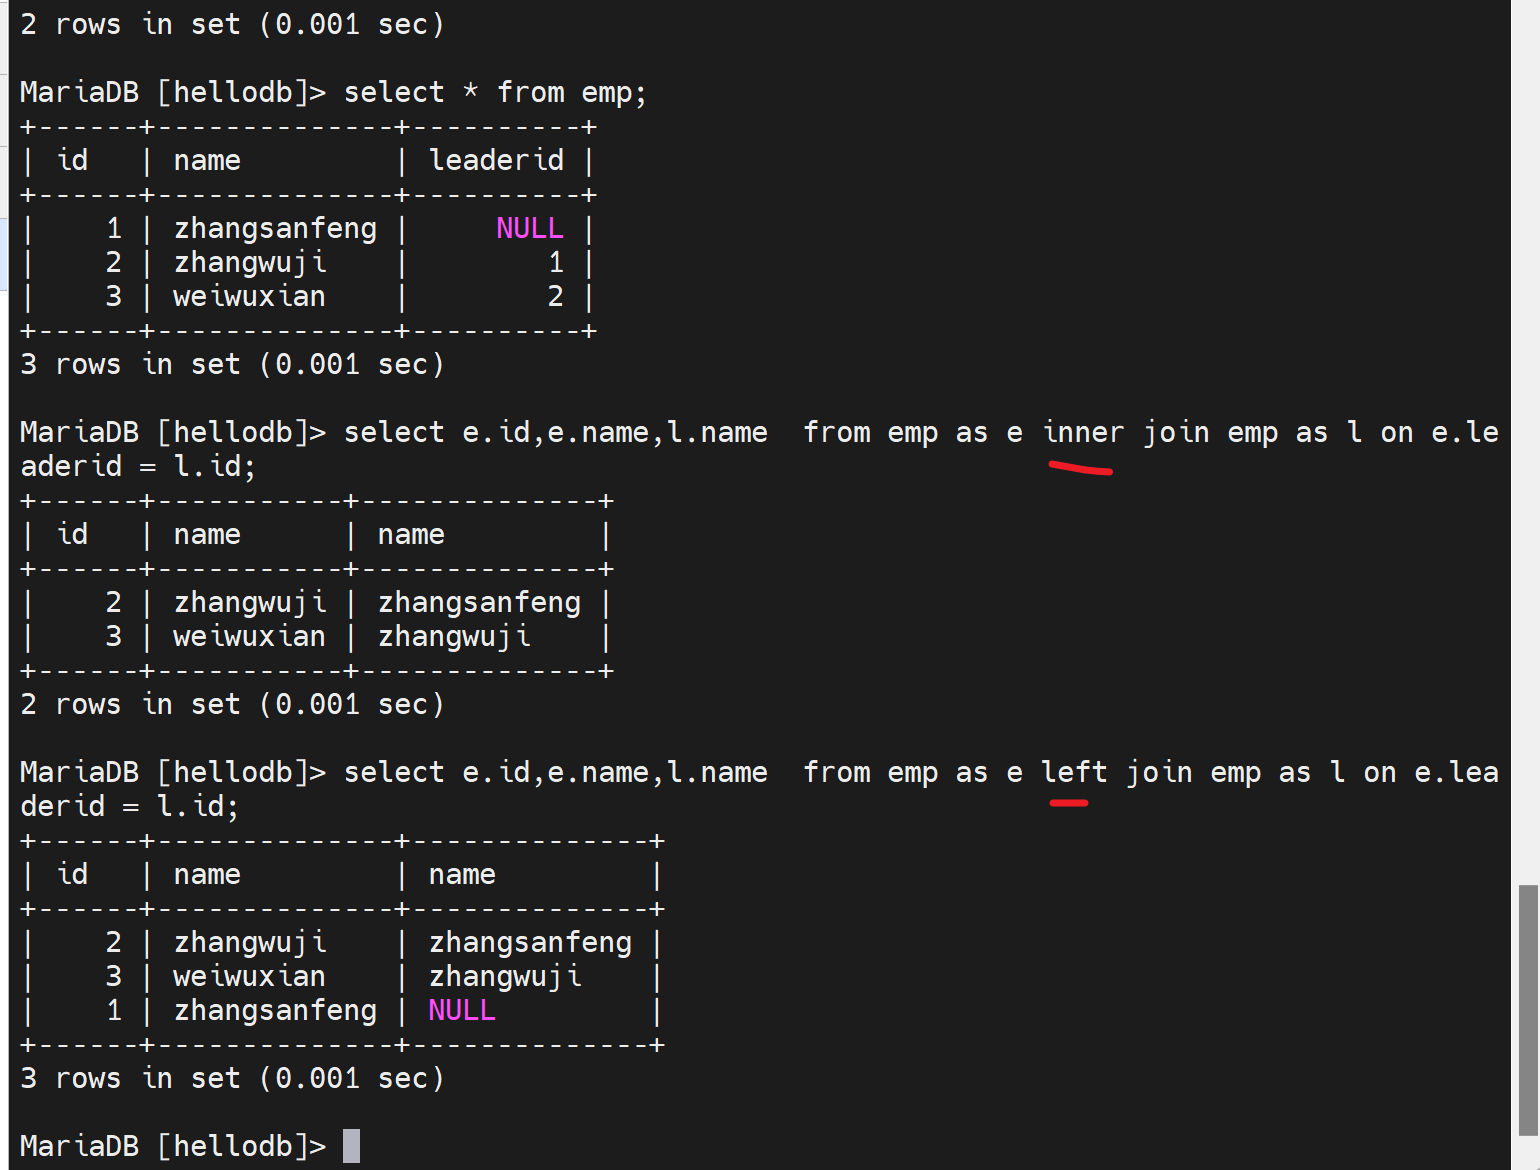 2 rows in set (0.001 sec)
MariaDB [hellodb]> select * from emp;
+------+--------------+----------+
| id   | name         | leaderid |
+------+--------------+----------+
|    1 | zhangsanfeng |     NULL |
|    2 | zhangwuji    |        1 |
|    3 | weiwuxian    |        2 |
+------+--------------+----------+
3 rows in set (0.001 sec)
MariaDB [hellodb]> select e.id,e.name,l.name  from emp as e inner join emp as l on e.le
aderid = l.id;
+------+-----------+--------------+
| id   | name      | name         |
+------+-----------+--------------+
|    2 | zhangwuji | zhangsanfeng |
|    3 | weiwuxian | zhangwuji    |
+------+-----------+--------------+
2 rows in set (0.001 sec)
MariaDB [hellodb]> select e.id,e.name,l.name  from emp as e left join emp as l on e.lea
derid = l.id;
+------+--------------+--------------+
| id   | name         | name         |
+------+--------------+--------------+
|    2 | zhangwuji    | zhangsanfeng |
|    3 | weiwuxian    | zhangwuji    |
|    1 | zhangsanfeng | NULL         |
+------+--------------+--------------+
3 rows in set (0.001 sec)
MariaDB [hellodb]>